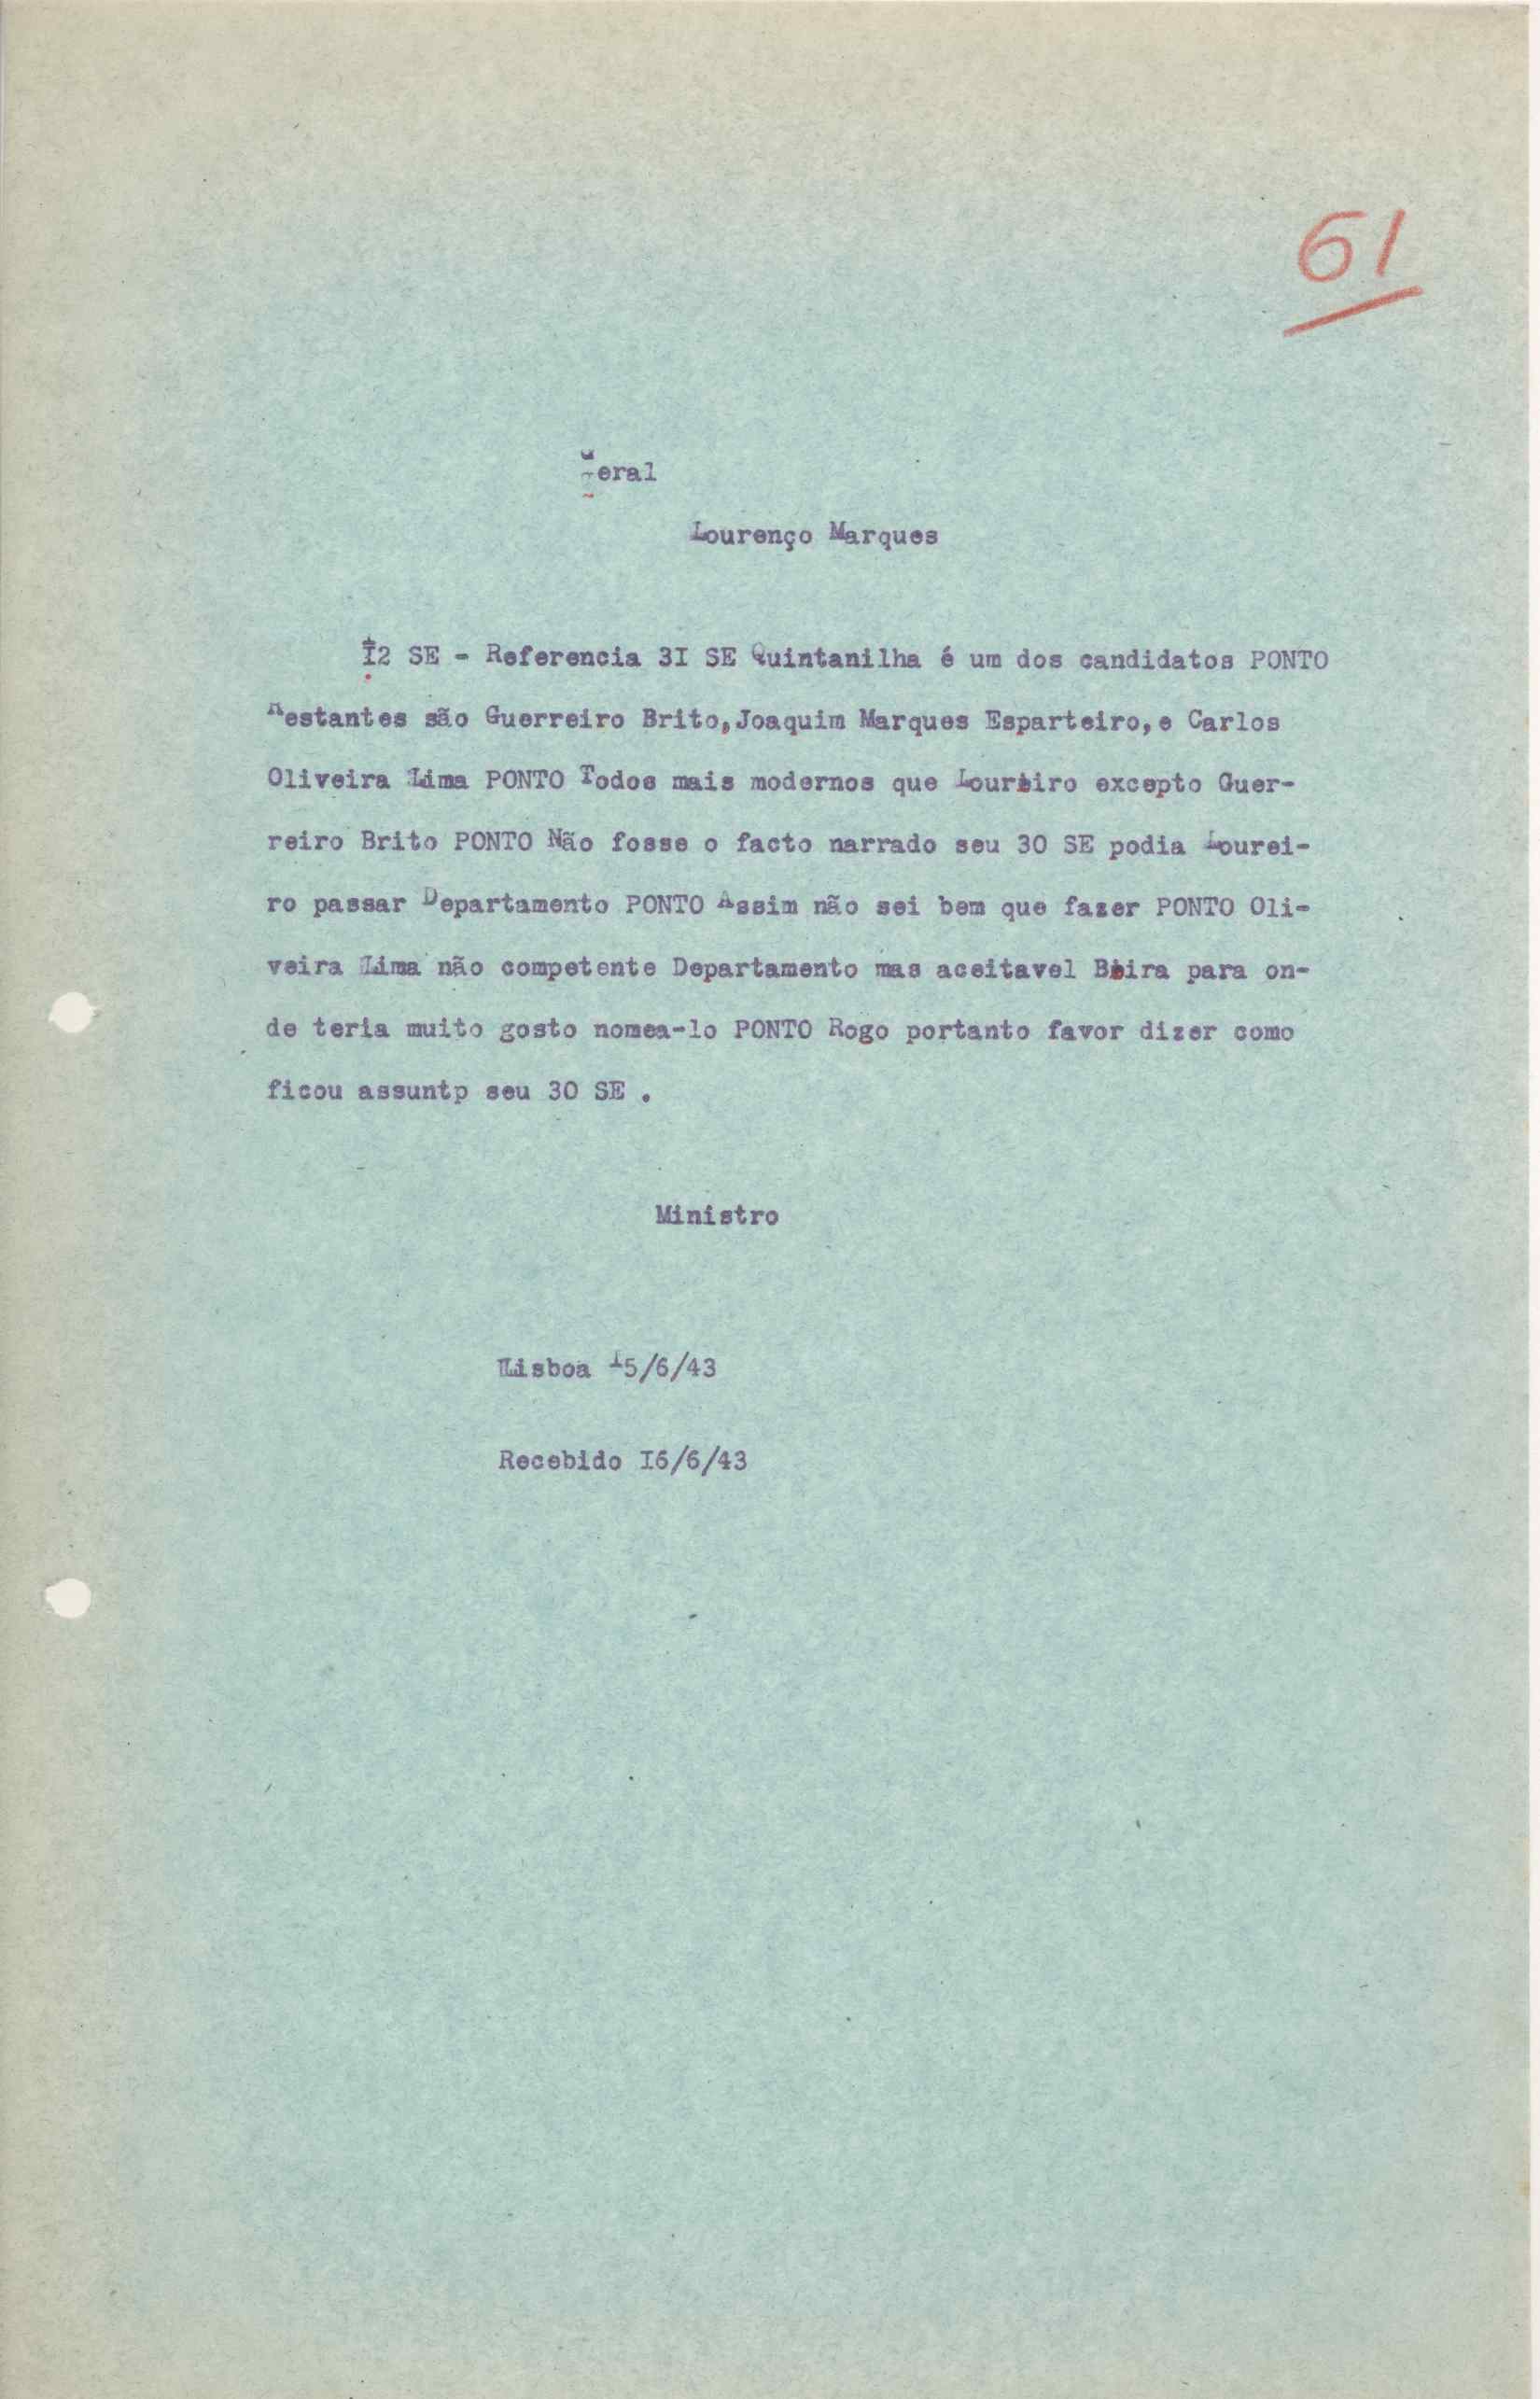 61
Geral
Lourenço Marques
I2 SE - Referencia 3I SE Quintanilha é um dos candidatos PONTO
Restantes são Guerreiro Brito,Joaquim Marques Esparteiro,e Carlos
Oliveira Lima PONTO Todos mais modernos que Loureiro excepto Guer-
reiro Brito PONTO Não fosse o facto narrado seu 30 SE podia Lourei-
ro passar Departamento PONTO Assim não sei bem que fazer PONTO Oli-
veira Lima não competente Departamento mas aceitavel Beira para on-
de teria muito gosto nomea-lo PONTO Rogo portanto favor dizer como
ficou assuntp seu 30 SE .
Ministro
Lisboa I5/6/43
Recebido I6/6/43